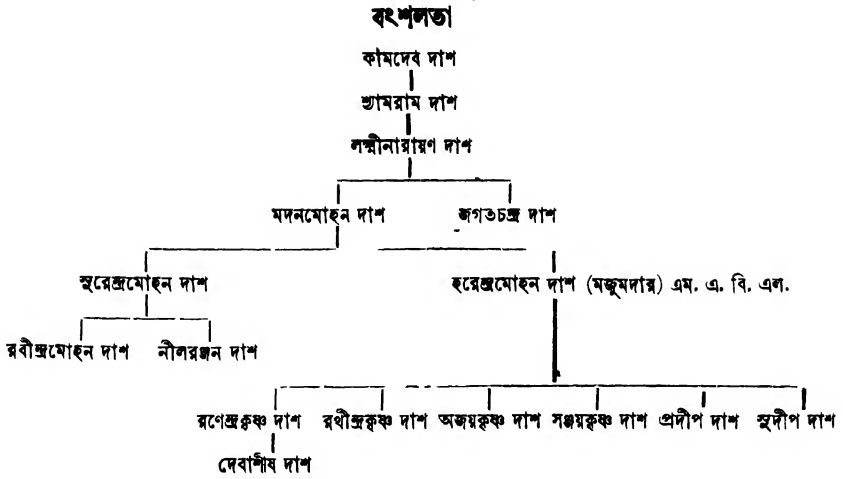 বংশলতা
কামদেব দাশ
শ্যামরাম দাশ
লক্ষ্মীনারায়ণ দাশ
মদনমোহন দাশ জগতচন্দ্র দাশ
সুরেন্দ্রমোহন দাশ হরেন্দ্রমোহন দাশ (মজুমদার) এম. এ. বি. এল.
রবীন্দ্রমোহন দাশ নীলরঞ্জন দাশ
রণেন্দ্রকৃষ্ণ দাশ রথীন্দ্রকৃষ্ণ দাশ অজয়কৃষ্ণ দাশ সঞ্জয়কৃষ্ণ দাশ প্রদীপ দাশ সুদীপ দাশ
দেবাশীষ দাশ